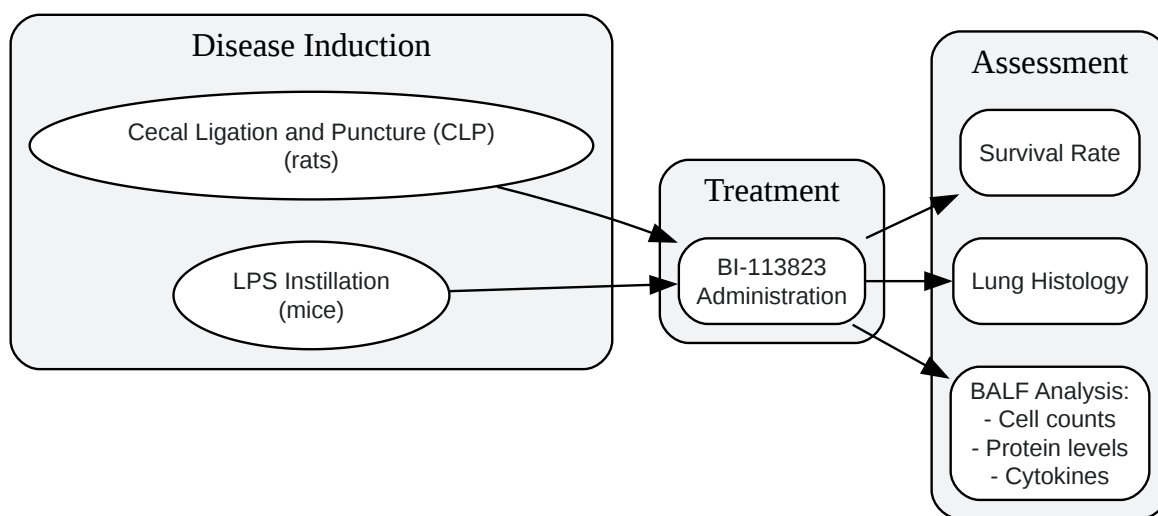 Disease Induction
Cecal Ligation and Puncture (CLP)
(rats)
LPS Instillation
(mice)
Treatment
BI-113823
Administration
Assessment
Survival Rate
Lung Histology
BALF Analysis:
- Cell counts
- Protein levels
- Cytokines